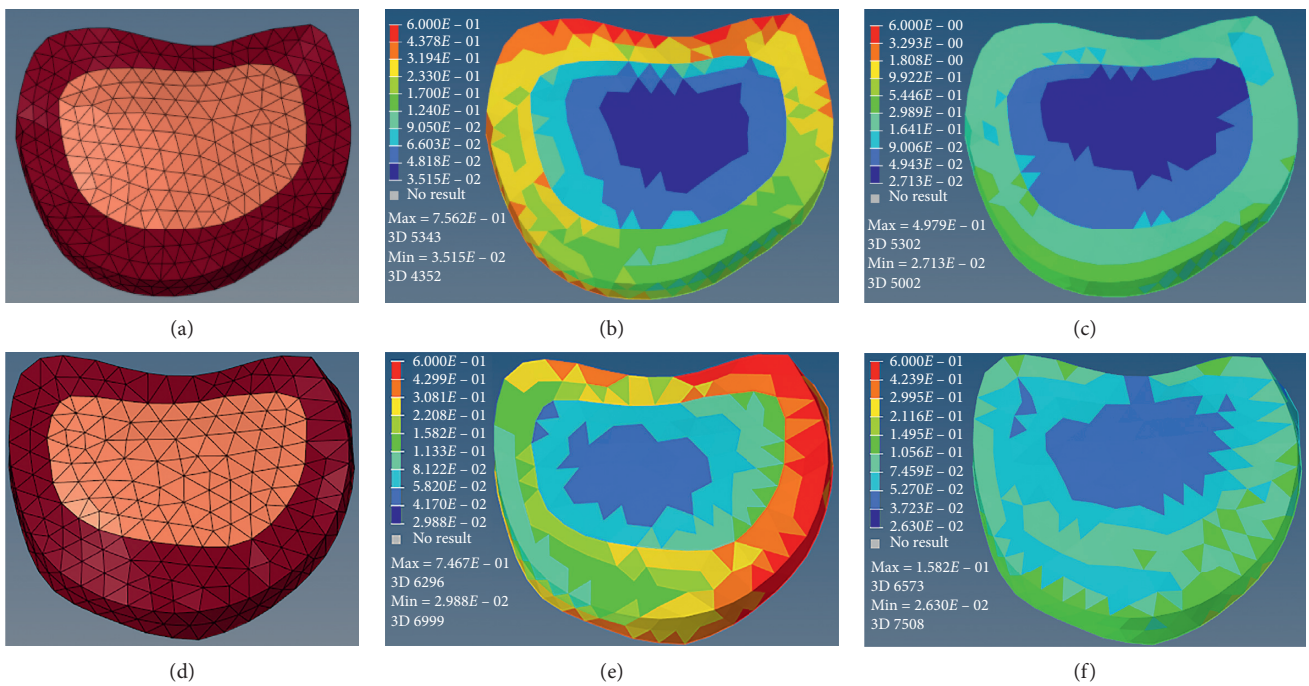 6.000E – 01
4.378E – 01
3.194E – 01
2.330E – 01
1.700E – 01
1.240E – 01
9.050E – 02
6.603E – 02
4.818E – 02
3.515E – 02
No result
Max = 7.562E – 01
3D 5343
Min = 3.515E – 02
3D 4352
6.000E – 00
3.293E – 00
1.808E – 00
9.922E – 01
5.446E – 01
2.989E – 01
1.641E – 01
9.006E – 02
4.943E – 02
2.713E – 02
No result
Max = 4.979E – 01
3D 5302
Min = 2.713E – 02
3D 5002
(a)
(b)
(c)
6.000E – 01
4.299E – 01
3.081E – 01
2.208E – 01
1.582E – 01
1.133E – 01
8.122E – 02
5.820E – 02
4.170E – 02
2.988E – 02
No result
Max = 7.467E – 01
3D 6296
Min = 2.988E – 02
3D 6999
6.000E – 01
4.239E – 01
2.995E – 01
2.116E – 01
1.495E – 01
1.056E – 01
7.459E – 02
5.270E – 02
3.723E – 02
2.630E – 02
No result
Max = 1.582E – 01
3D 6573
Min = 2.630E – 02
3D 7508
(d)
(e)
(f)